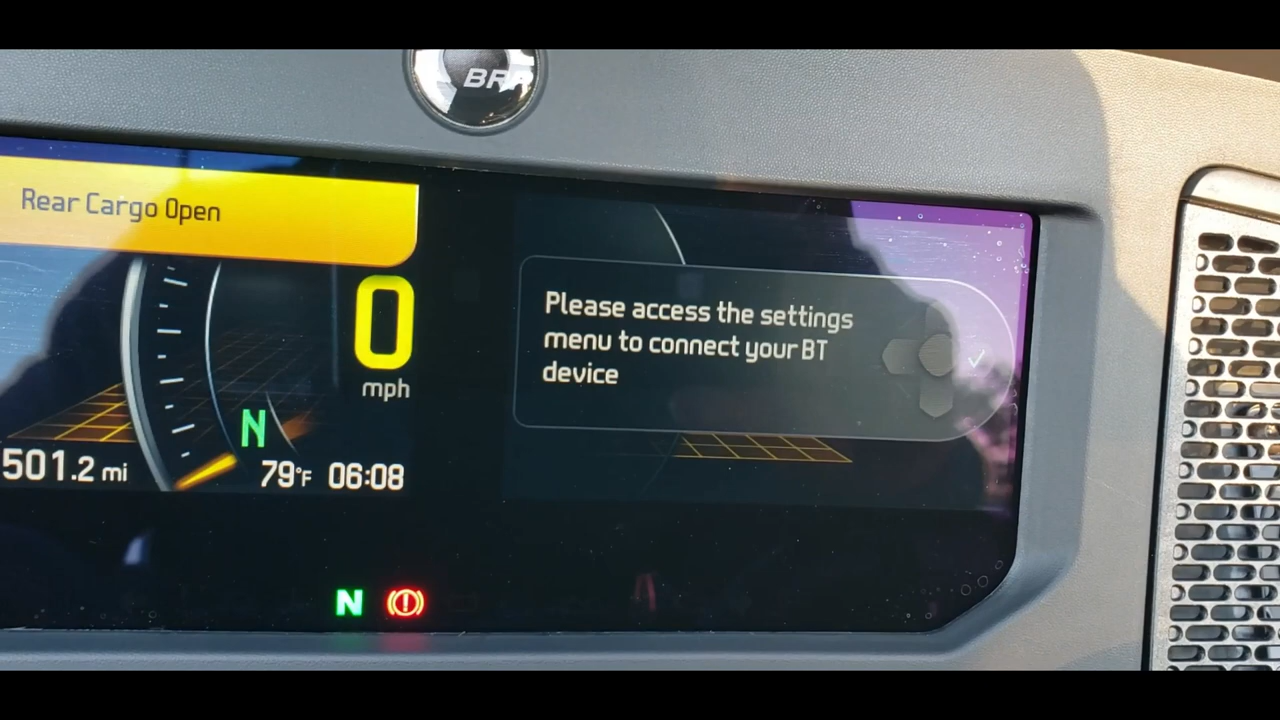 BRP
Rear Cargo Open
0
mph
N
501.2 mi
79°F 06:08
Please access the settings
menu to connect your BT
device
N